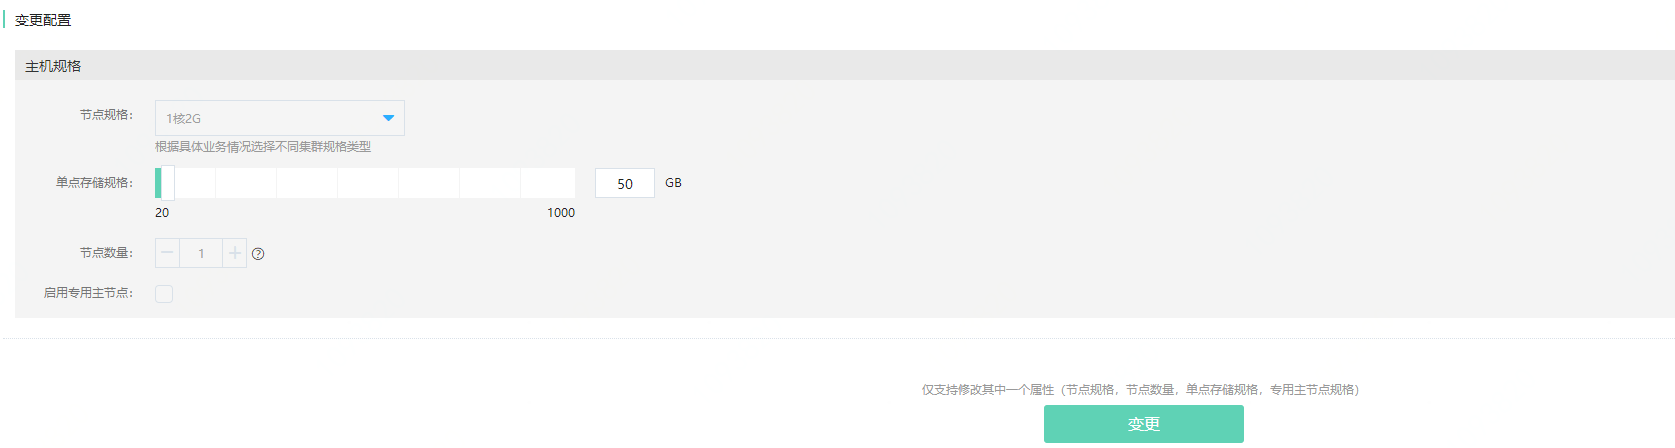 变更配置
主机规格
节点规格：
1核2G
根据具体业务情况选择不同集群规格类型
单点存储规格：
50 GB
20 1000
节点数量：
1
启用专用主节点：
仅支持修改其中一个属性（节点规格，节点数量，单点存储规格，专用主节点规格）
变更